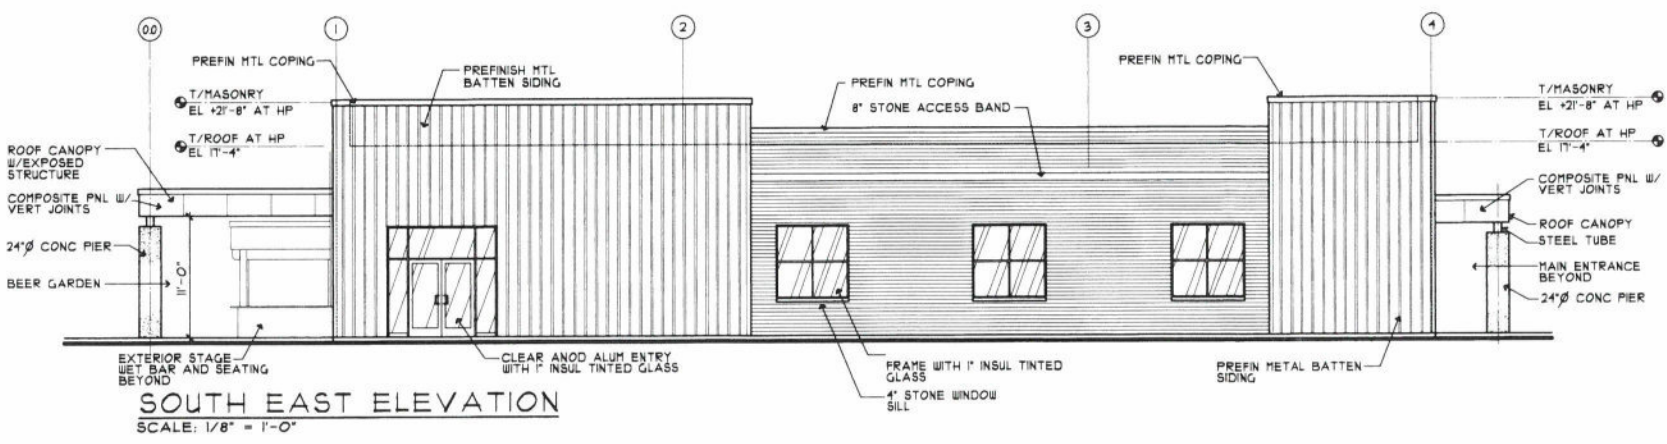 0.0
1
2
3
4
PREFIN MTL COPING
PREFINISH MTL
BATTEN SIDING
T/MASONRY
EL +21'-8" AT HP
T/ROOF AT HP
EL 17'-4"
ROOF CANOPY
W/EXPOSED
STRUCTURE
COMPOSITE PNL W/
VERT JOINTS
24"Ø CONC PIER
BEER GARDEN
11'-0"
EXTERIOR STAGE
WET BAR AND SEATING
BEYOND
CLEAR ANOD ALUM ENTRY
WITH 1" INSUL TINTED GLASS
PREFIN MTL COPING
8" STONE ACCESS BAND
FRAME WITH 1" INSUL TINTED
GLASS
4" STONE WINDOW
SILL
PREFIN MTL COPING
T/MASONRY
EL +21'-8" AT HP
T/ROOF AT HP
EL 17'-4"
COMPOSITE PNL W/
VERT JOINTS
ROOF CANOPY
STEEL TUBE
MAIN ENTRANCE
BEYOND
24"Ø CONC PIER
PREFIN METAL BATTEN
SIDING
SOUTH EAST ELEVATION
SCALE: 1/8" = 1'-0"